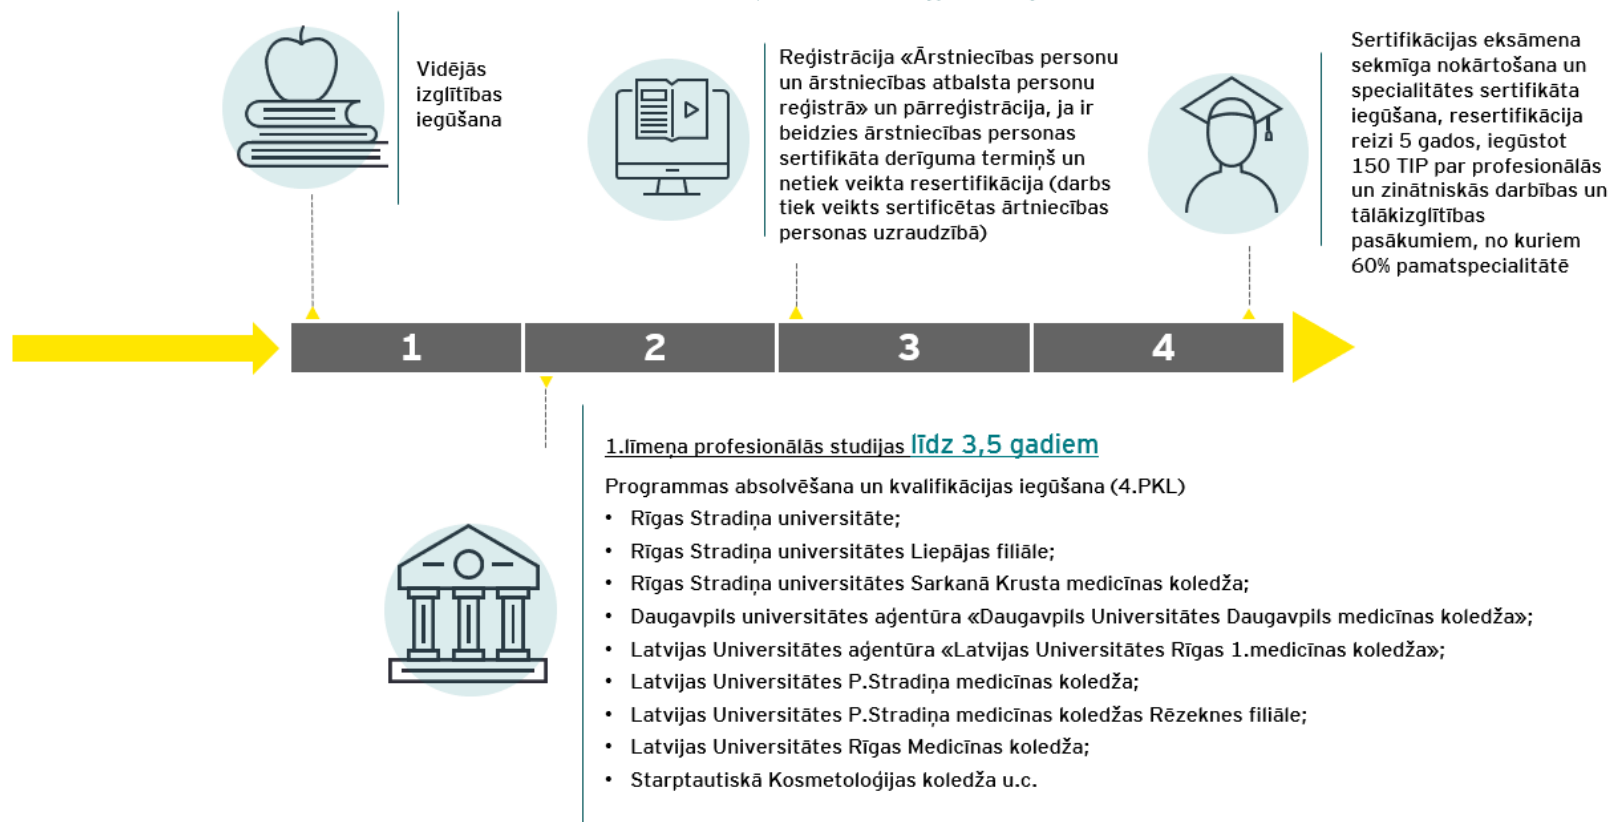 Vidējās
izglītības
iegūšana
Reģistrācija «Ārstniecības personu
un ārstniecības atbalsta personu
reģistrā» un pārreģistrācija, ja ir
beidzies ārstniecības personas
sertifikāta derīguma termiņš un
netiek veikta resertifikācija (darbs
tiek veikts sertificētas ārtniecības
personas uzraudzībā)
Sertifikācijas eksāmena
sekmīga nokārtošana un
specialitātes sertifikāta
iegūšana, resertifikācija
reizi 5 gados, iegūstot
150 TIP par profesionālās
un zinātniskās darbības un
tālākizglītības
pasākumiem, no kuriem
60% pamatspecialitātē
1 2 3 4
1.līmeņa profesionālās studijas līdz 3,5 gadiem
Programmas absolvēšana un kvalifikācijas iegūšana (4.PKL)
• Rīgas Stradiņa universitāte;
• Rīgas Stradiņa universitātes Liepājas filiāle;
• Rīgas Stradiņa universitātes Sarkanā Krusta medicīnas koledža;
• Daugavpils universitātes aģentūra «Daugavpils Universitātes Daugavpils medicīnas koledža»;
• Latvijas Universitātes aģentūra «Latvijas Universitātes Rīgas 1.medicīnas koledža»;
• Latvijas Universitātes P.Stradiņa medicīnas koledža;
• Latvijas Universitātes P.Stradiņa medicīnas koledžas Rēzeknes filiāle;
• Latvijas Universitātes Rīgas Medicīnas koledža;
• Starptautiskā Kosmetoloģijas koledža u.c.